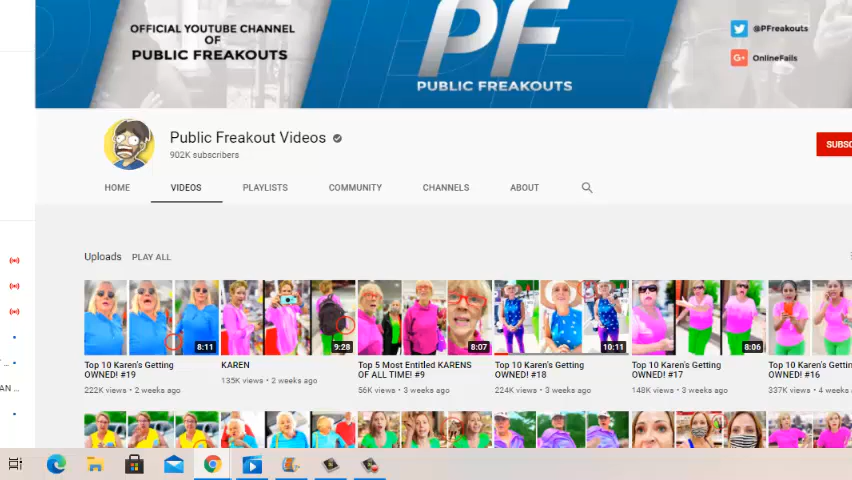 OFFICIAL YOUTUBE CHANNEL
OF
PUBLIC FREAKOUTS
PF
PUBLIC FREAKOUTS
@PFreakouts
G+ OnlineFails
Public Freakout Videos
902K subscribers
SUBSC
HOME VIDEOS PLAYLISTS COMMUNITY CHANNELS ABOUT
Uploads PLAY ALL
8:11 9:28 8:07 10:11 8:06
Top 10 Karen's Getting
OWNED! #19
222K views • 2 weeks ago
KAREN
135K views • 2 weeks ago
Top 5 Most Entitled KARENS
OF ALL TIME! #9
56K views • 3 weeks ago
Top 10 Karen's Getting
OWNED! #18
224K views • 3 weeks ago
Top 10 Karen's Getting
OWNED! #17
148K views • 3 weeks ago
Top 10 Karen's
OWNED! #16
337K views • 4 weeks
AN ...